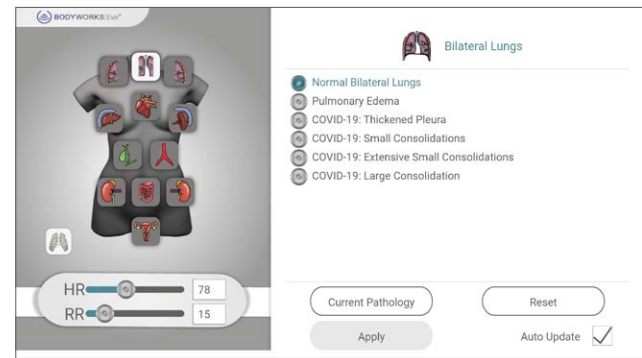 BODYWORKS Eve
Bilateral Lungs
Normal Bilateral Lungs
Pulmonary Edema
COVID-19: Thickened Pleura
COVID-19: Small Consolidations
COVID-19: Extensive Small Consolidations
COVID-19: Large Consolidation
HR 78
RR 15
Current Pathology
Reset
Apply
Auto Update